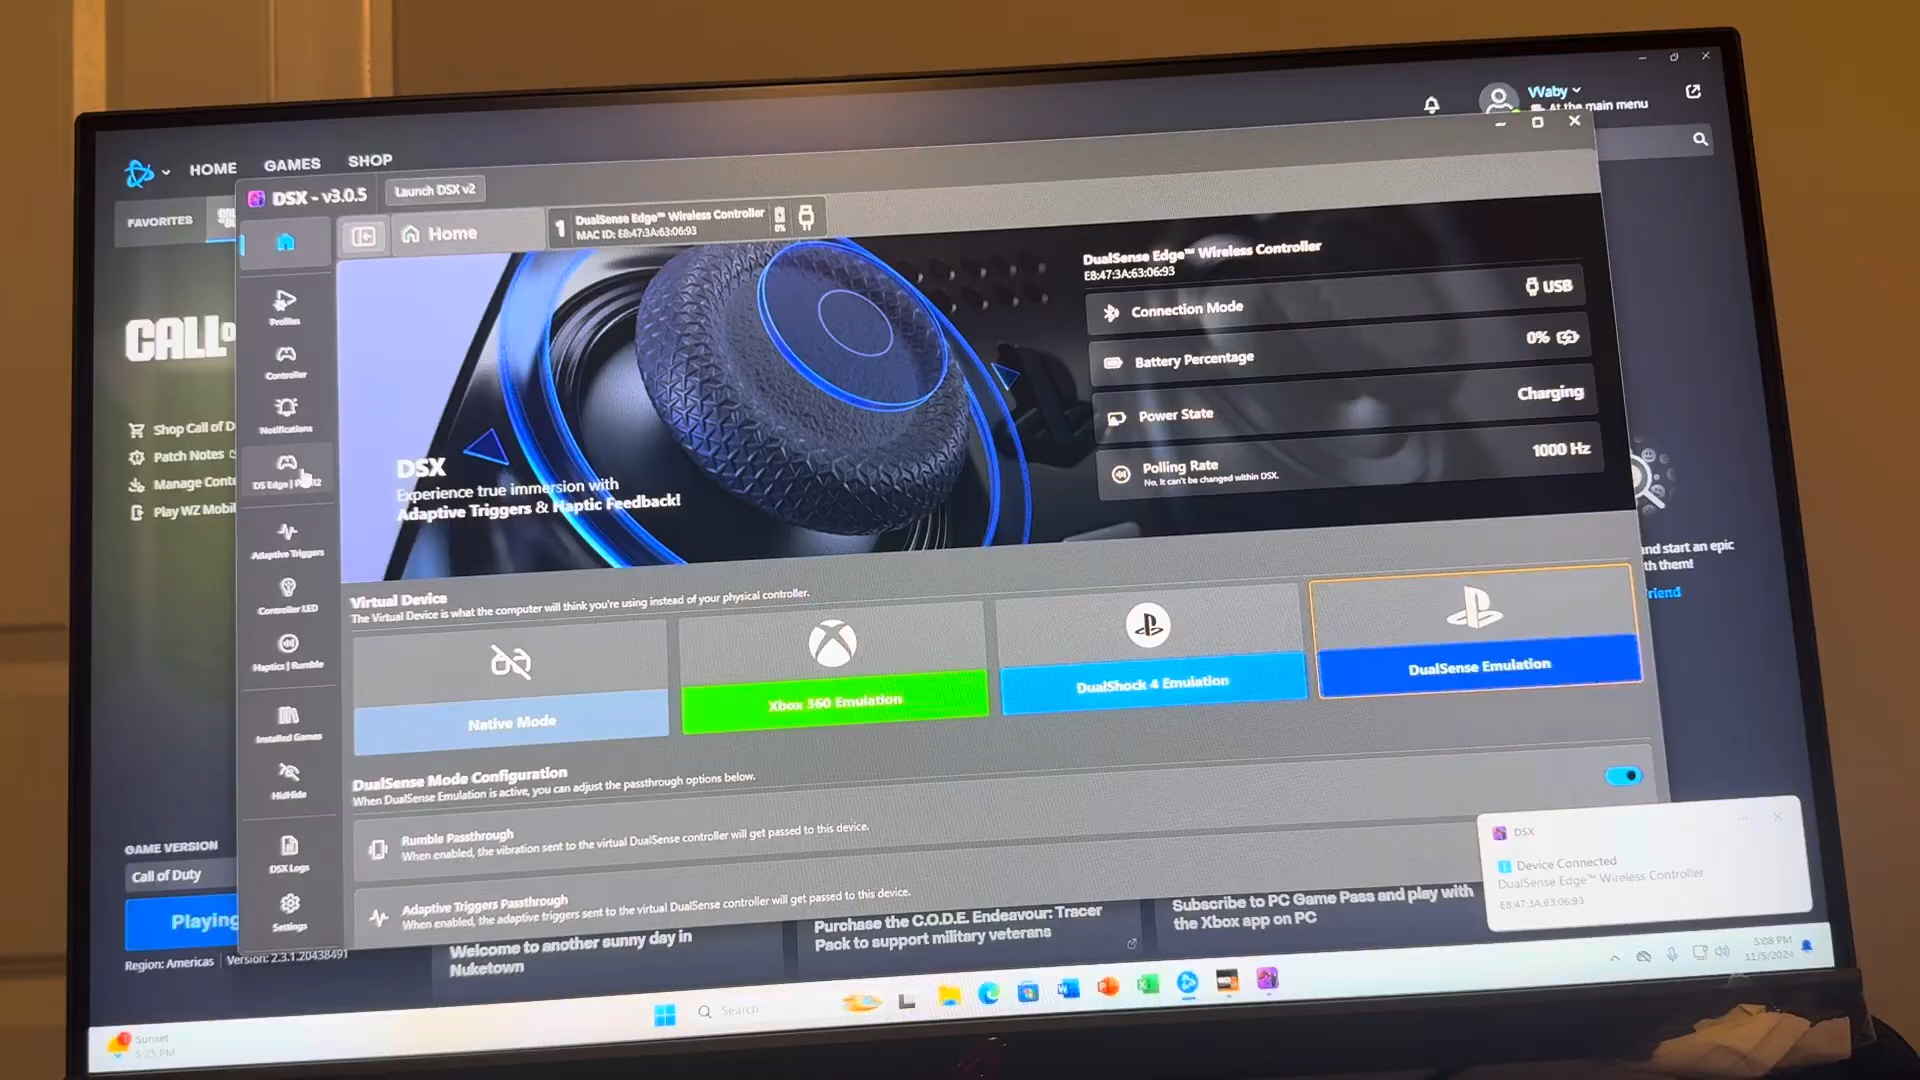 Waby
At the main menu
HOME
GAMES
SHOP
FAVORITES
DSX - v3.0.5
Launch DSX v2
Home
1
DualSense Edge™ Wireless Controller
MAC ID: E8:47:3A:63:06:93
0%
Profiles
Controller
Notifications
DS Edge |
Adaptive Triggers
Controller LED
Haptics | Rumble
Installed Games
HidHide
DSX Logs
Settings
DualSense Edge™ Wireless Controller
E8:47:3A:63:06:93
Connection Mode
USB
Battery Percentage
0%
Power State
Charging
Polling Rate
No, it can't be changed within DSX.
1000 Hz
DSX
Experience true immersion with
Adaptive Triggers & Haptic Feedback!
Virtual Device
The Virtual Device is what the computer will think you're using instead of your physical controller.
Native Mode
Xbox 360 Emulation
DualShock 4 Emulation
DualSense Emulation
DualSense Mode Configuration
When DualSense Emulation is active, you can adjust the passthrough options below.
Rumble Passthrough
When enabled, the vibration sent to the virtual DualSense controller will get passed to this device.
Adaptive Triggers Passthrough
When enabled, the adaptive triggers sent to the virtual DualSense controller will get passed to this device.
CALL
Shop Call of D
Patch Notes
Manage Conte
Play WZ Mobil
GAME VERSION
Call of Duty
Playing
Region: Americas
Version: 2.3.1.20438491
and start an epic
th them!
friend
Welcome to another sunny day in
Nuketown
Purchase the C.O.D.E. Endeavour: Tracer
Pack to support military veterans
Subscribe to PC Game Pass and play with
the Xbox app on PC
DSX
Device Connected
DualSense Edge™ Wireless Controller
E8:47:3A:63:06:93
Sunset
5:25 PM
Search
5:08 PM
11/5/2024